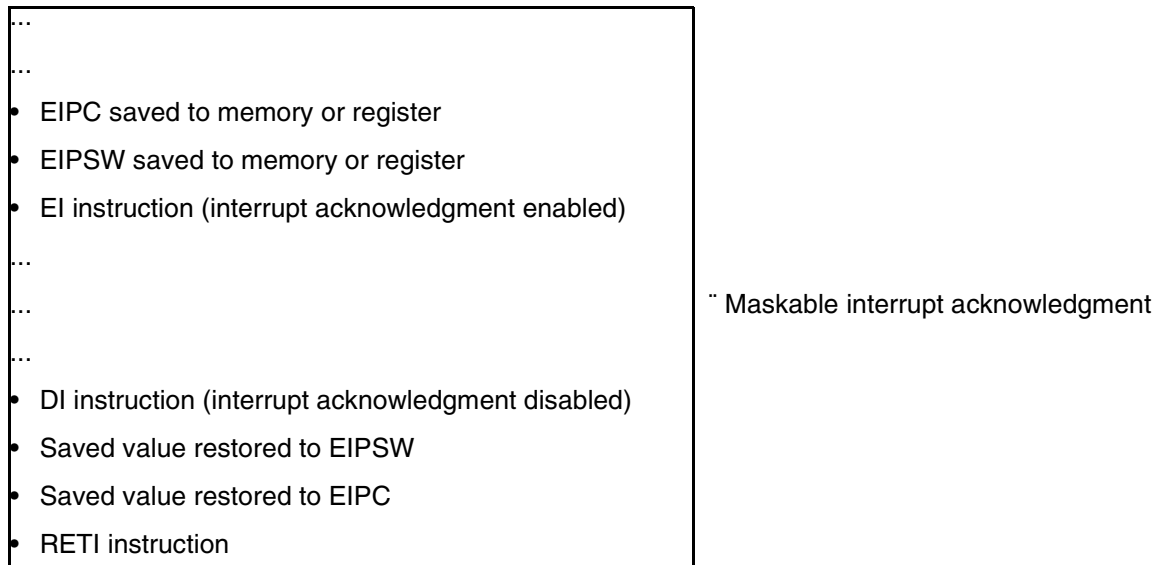 ...
...
• EIPC saved to memory or register
• EIPSW saved to memory or register
• EI instruction (interrupt acknowledgment enabled)
...
...
¨ Maskable interrupt acknowledgment
...
• DI instruction (interrupt acknowledgment disabled)
• Saved value restored to EIPSW
• Saved value restored to EIPC
• RETI instruction